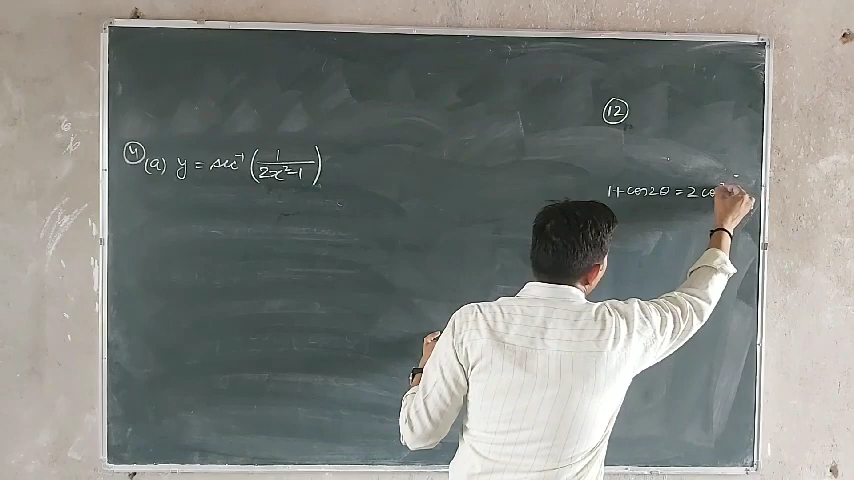 (4) (a) y = sec⁻¹ (1/(2x²-1))
(12)
1+cos2θ = 2 co